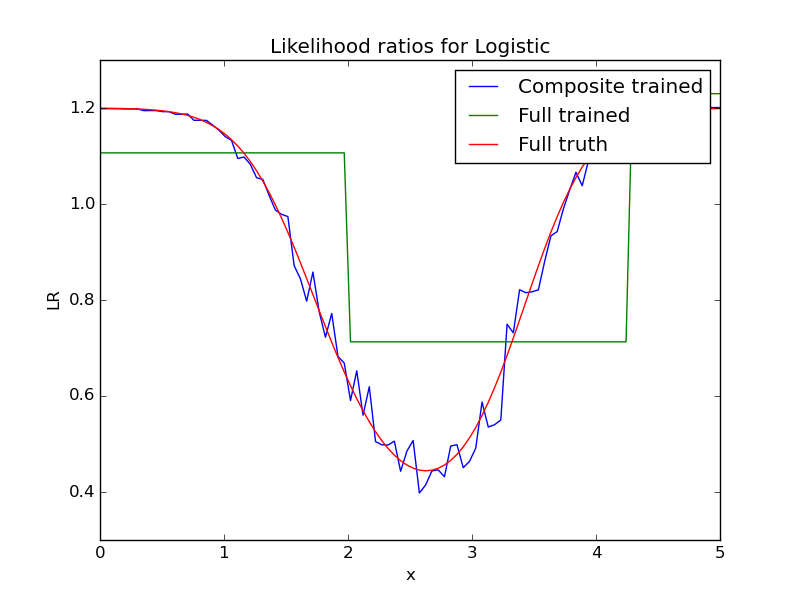 Likelihood ratios for Logistic
Composite trained
Full trained
Full truth
LR
1.2
1.0
0.8
0.6
0.4
0 1 2 3 4 5
x